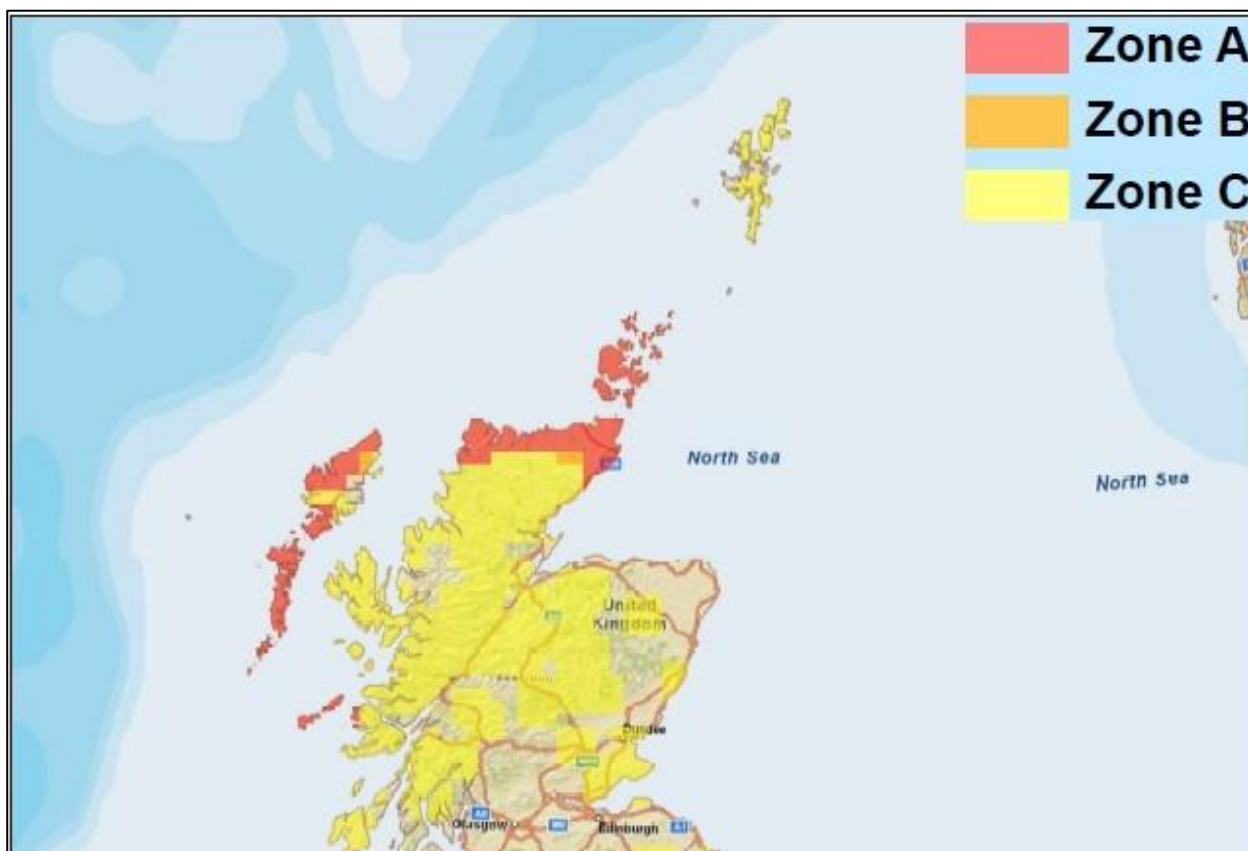 Zone A
Zone B
Zone C
North Sea
North Sea
United
Kingdom
Dundee
Glasgow
Edinburgh